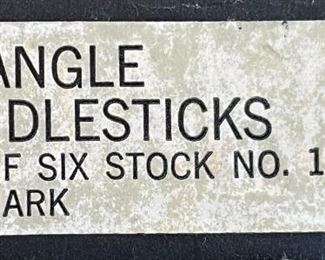 ANGLE
DLESTICKS
F SIX STOCK NO. 1
ARK